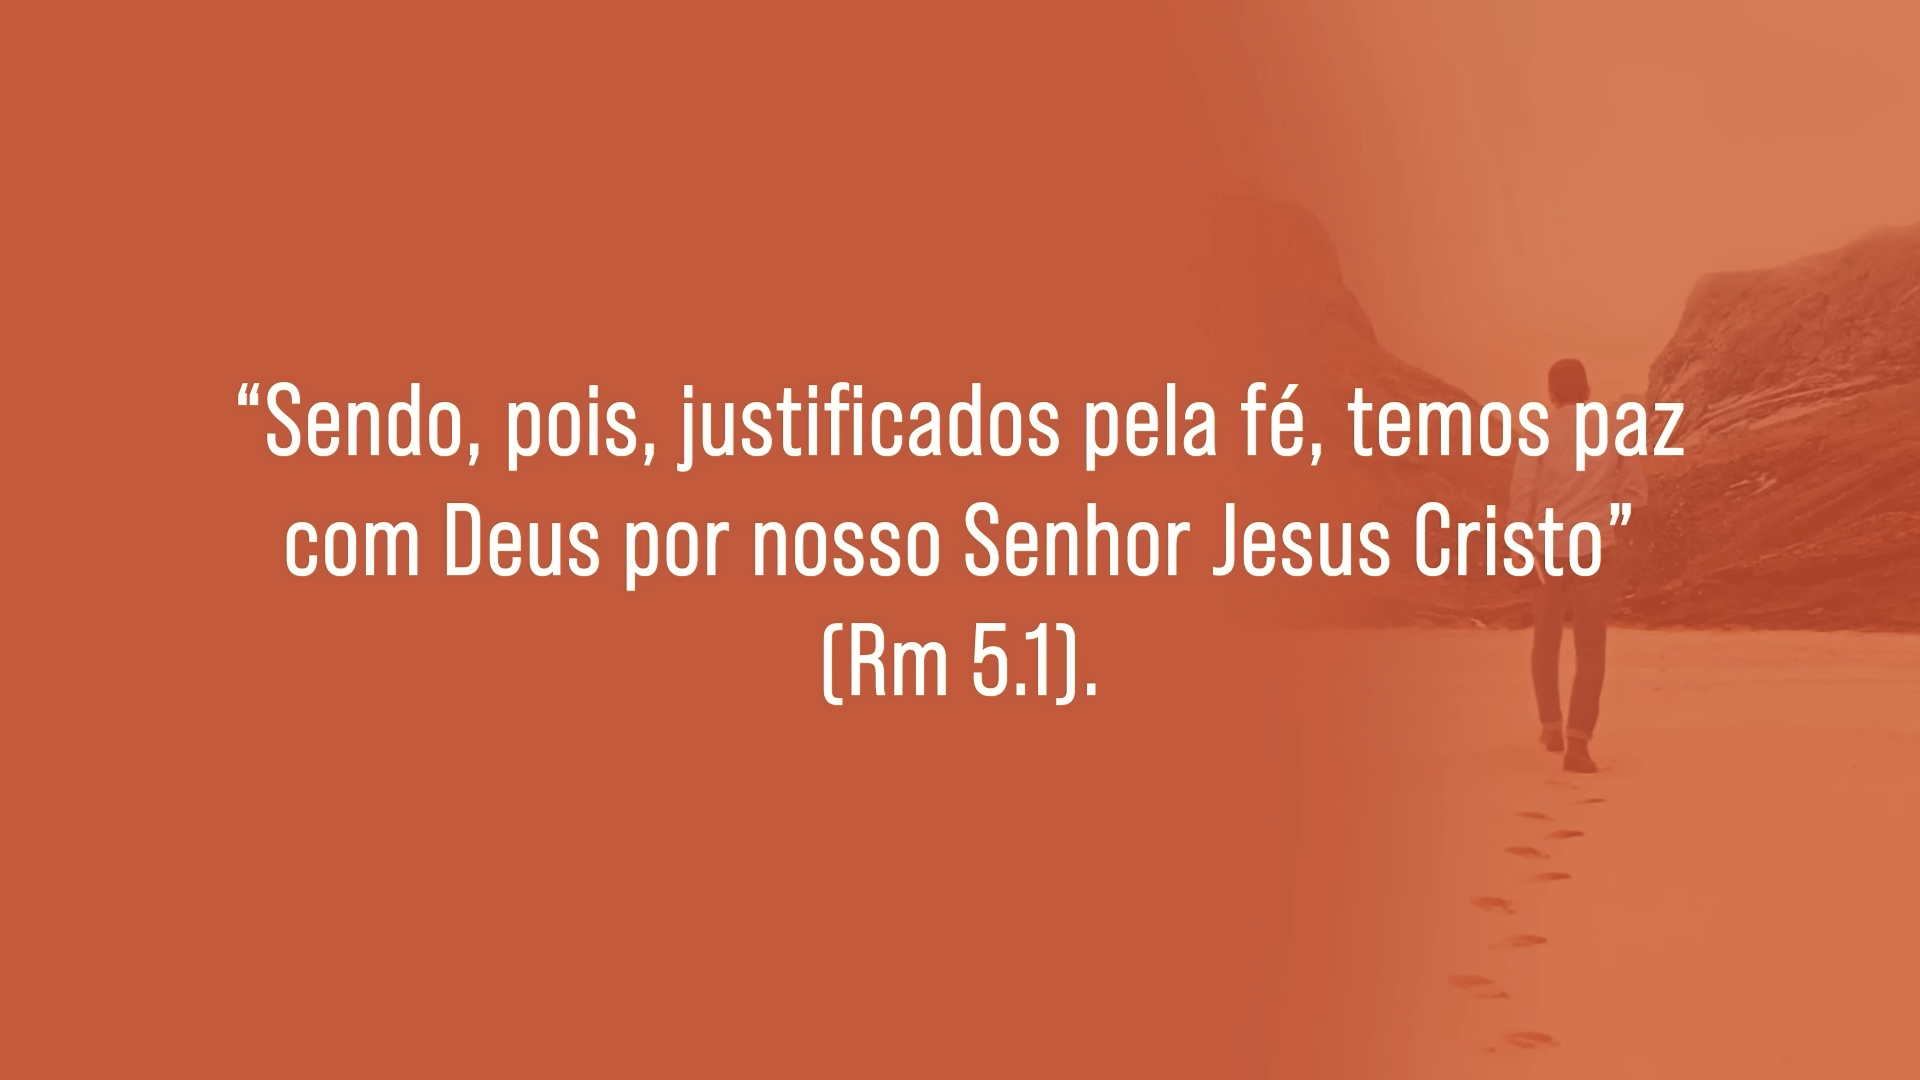 “Sendo, pois, justificados pela fé, temos paz
com Deus por nosso Senhor Jesus Cristo”
(Rm 5.1).